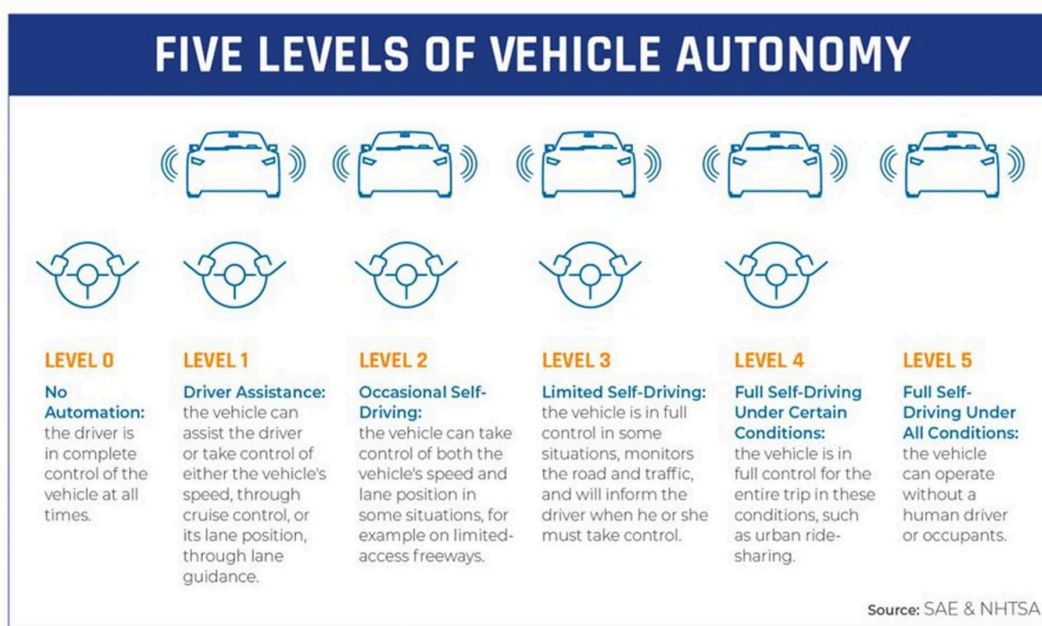 FIVE LEVELS OF VEHICLE AUTONOMY
LEVEL 0
No
Automation:
the driver is
in complete
control of the
vehicle at all
times.
LEVEL 1
Driver Assistance:
the vehicle can
assist the driver
or take control of
either the vehicle's
speed, through
cruise control, or
its lane position,
through lane
guidance.
LEVEL 2
Occasional Self-
Driving:
the vehicle can take
control of both the
vehicle's speed and
lane position in
some situations, for
example on limited-
access freeways.
LEVEL 3
Limited Self-Driving:
the vehicle is in full
control in some
situations, monitors
the road and traffic,
and will inform the
driver when he or she
must take control.
LEVEL 4
Full Self-Driving
Under Certain
Conditions:
the vehicle is in
full control for the
entire trip in these
conditions, such
as urban ride-
sharing.
LEVEL 5
Full Self-
Driving Under
All Conditions:
the vehicle
can operate
without a
human driver
or occupants.
Source: SAE & NHTSA